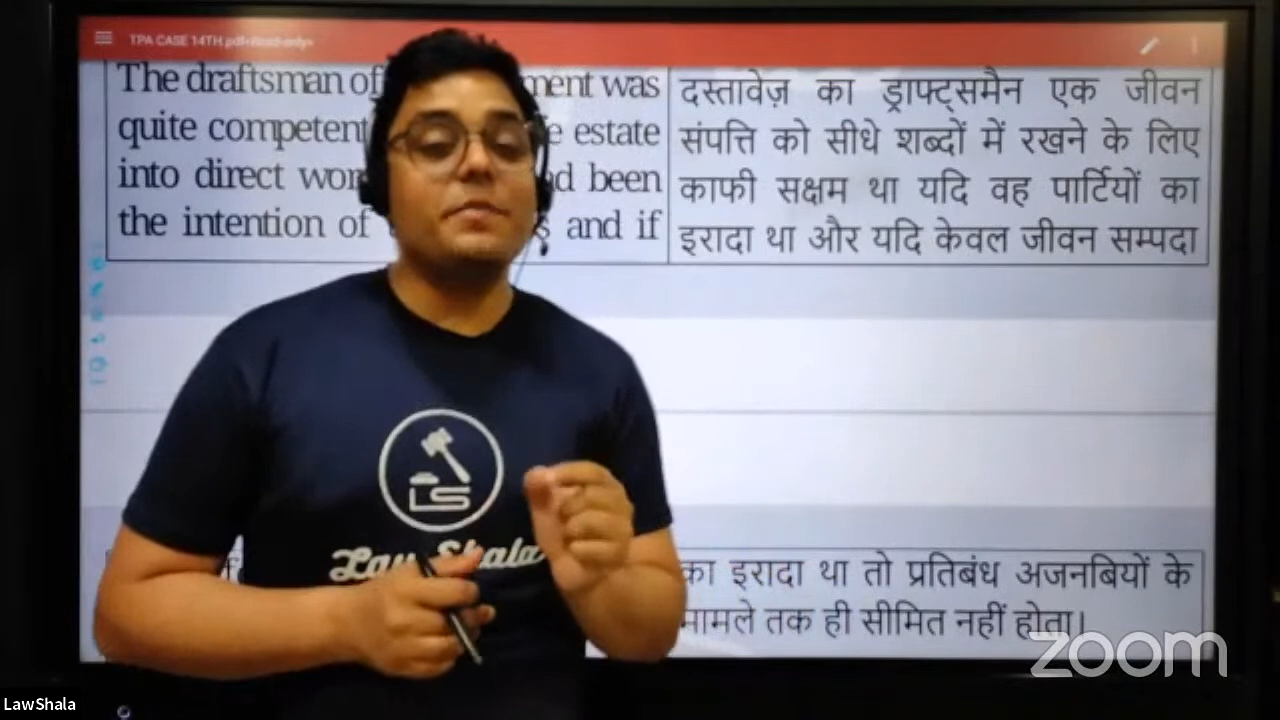 TPA CASE 14TH.pdf
The draftsman of ment was
quite competent e estate
into direct wor ad been
the intention of s and if
दस्तावेज़ का ड्राफ्ट्समैन एक जीवन
संपत्ति को सीधे शब्दों में रखने के लिए
काफी सक्षम था यदि वह पार्टियों का
इरादा था और यदि केवल जीवन सम्पदा
LS
Law Shala
का इरादा था तो प्रतिबंध अजनबियों के
मामले तक ही सीमित नहीं होता।
zoom
LawShala